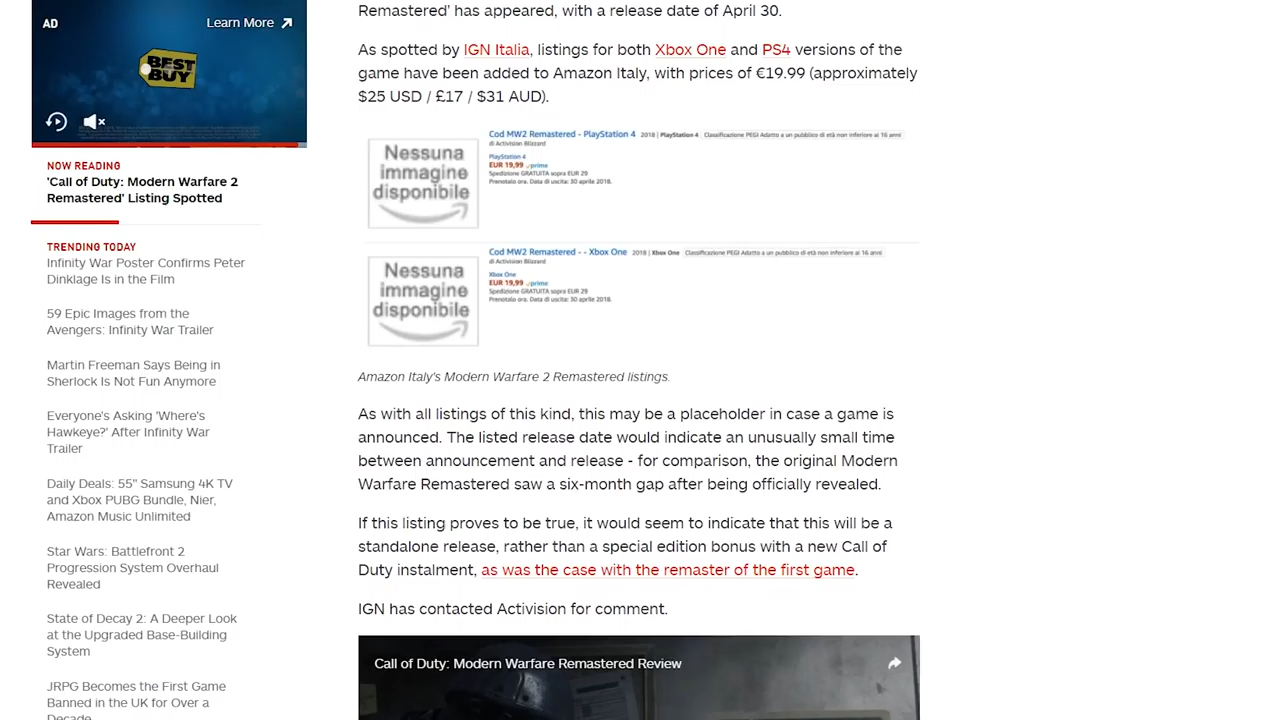 AD
Learn More
BEST
BUY
NOW READING
'Call of Duty: Modern Warfare 2
Remastered' Listing Spotted
TRENDING TODAY
Infinity War Poster Confirms Peter
Dinklage Is in the Film
59 Epic Images from the
Avengers: Infinity War Trailer
Martin Freeman Says Being in
Sherlock Is Not Fun Anymore
Everyone's Asking 'Where's
Hawkeye?' After Infinity War
Trailer
Daily Deals: 55" Samsung 4K TV
and Xbox PUBG Bundle, Nier,
Amazon Music Unlimited
Star Wars: Battlefront 2
Progression System Overhaul
Revealed
State of Decay 2: A Deeper Look
at the Upgraded Base-Building
System
JRPG Becomes the First Game
Banned in the UK for Over a
Decade
Remastered' has appeared, with a release date of April 30.
As spotted by IGN Italia, listings for both Xbox One and PS4 versions of the
game have been added to Amazon Italy, with prices of €19.99 (approximately
$25 USD / £17 / $31 AUD).
Nessuna
immagine
disponibile
Cod MW2 Remastered - PlayStation 4 2018 | PlayStation 4 Classificazione PEGI Adatto a un pubblico di età non inferiore ai 16 anni
di Activision Blizzard
PlayStation 4
EUR 19,99 prime
Spedizione GRATUITA sopra EUR 29
Prenotalo ora. Data di uscita: 30 aprile 2018.
Nessuna
immagine
disponibile
Cod MW2 Remastered - - Xbox One 2018 | Xbox One Classificazione PEGI Adatto a un pubblico di età non inferiore ai 16 anni
di Activision Blizzard
Xbox One
EUR 19,99 prime
Spedizione GRATUITA sopra EUR 29
Prenotalo ora. Data di uscita: 30 aprile 2018.
Amazon Italy's Modern Warfare 2 Remastered listings.
As with all listings of this kind, this may be a placeholder in case a game is
announced. The listed release date would indicate an unusually small time
between announcement and release - for comparison, the original Modern
Warfare Remastered saw a six-month gap after being officially revealed.
If this listing proves to be true, it would seem to indicate that this will be a
standalone release, rather than a special edition bonus with a new Call of
Duty instalment, as was the case with the remaster of the first game.
IGN has contacted Activision for comment.
Call of Duty: Modern Warfare Remastered Review